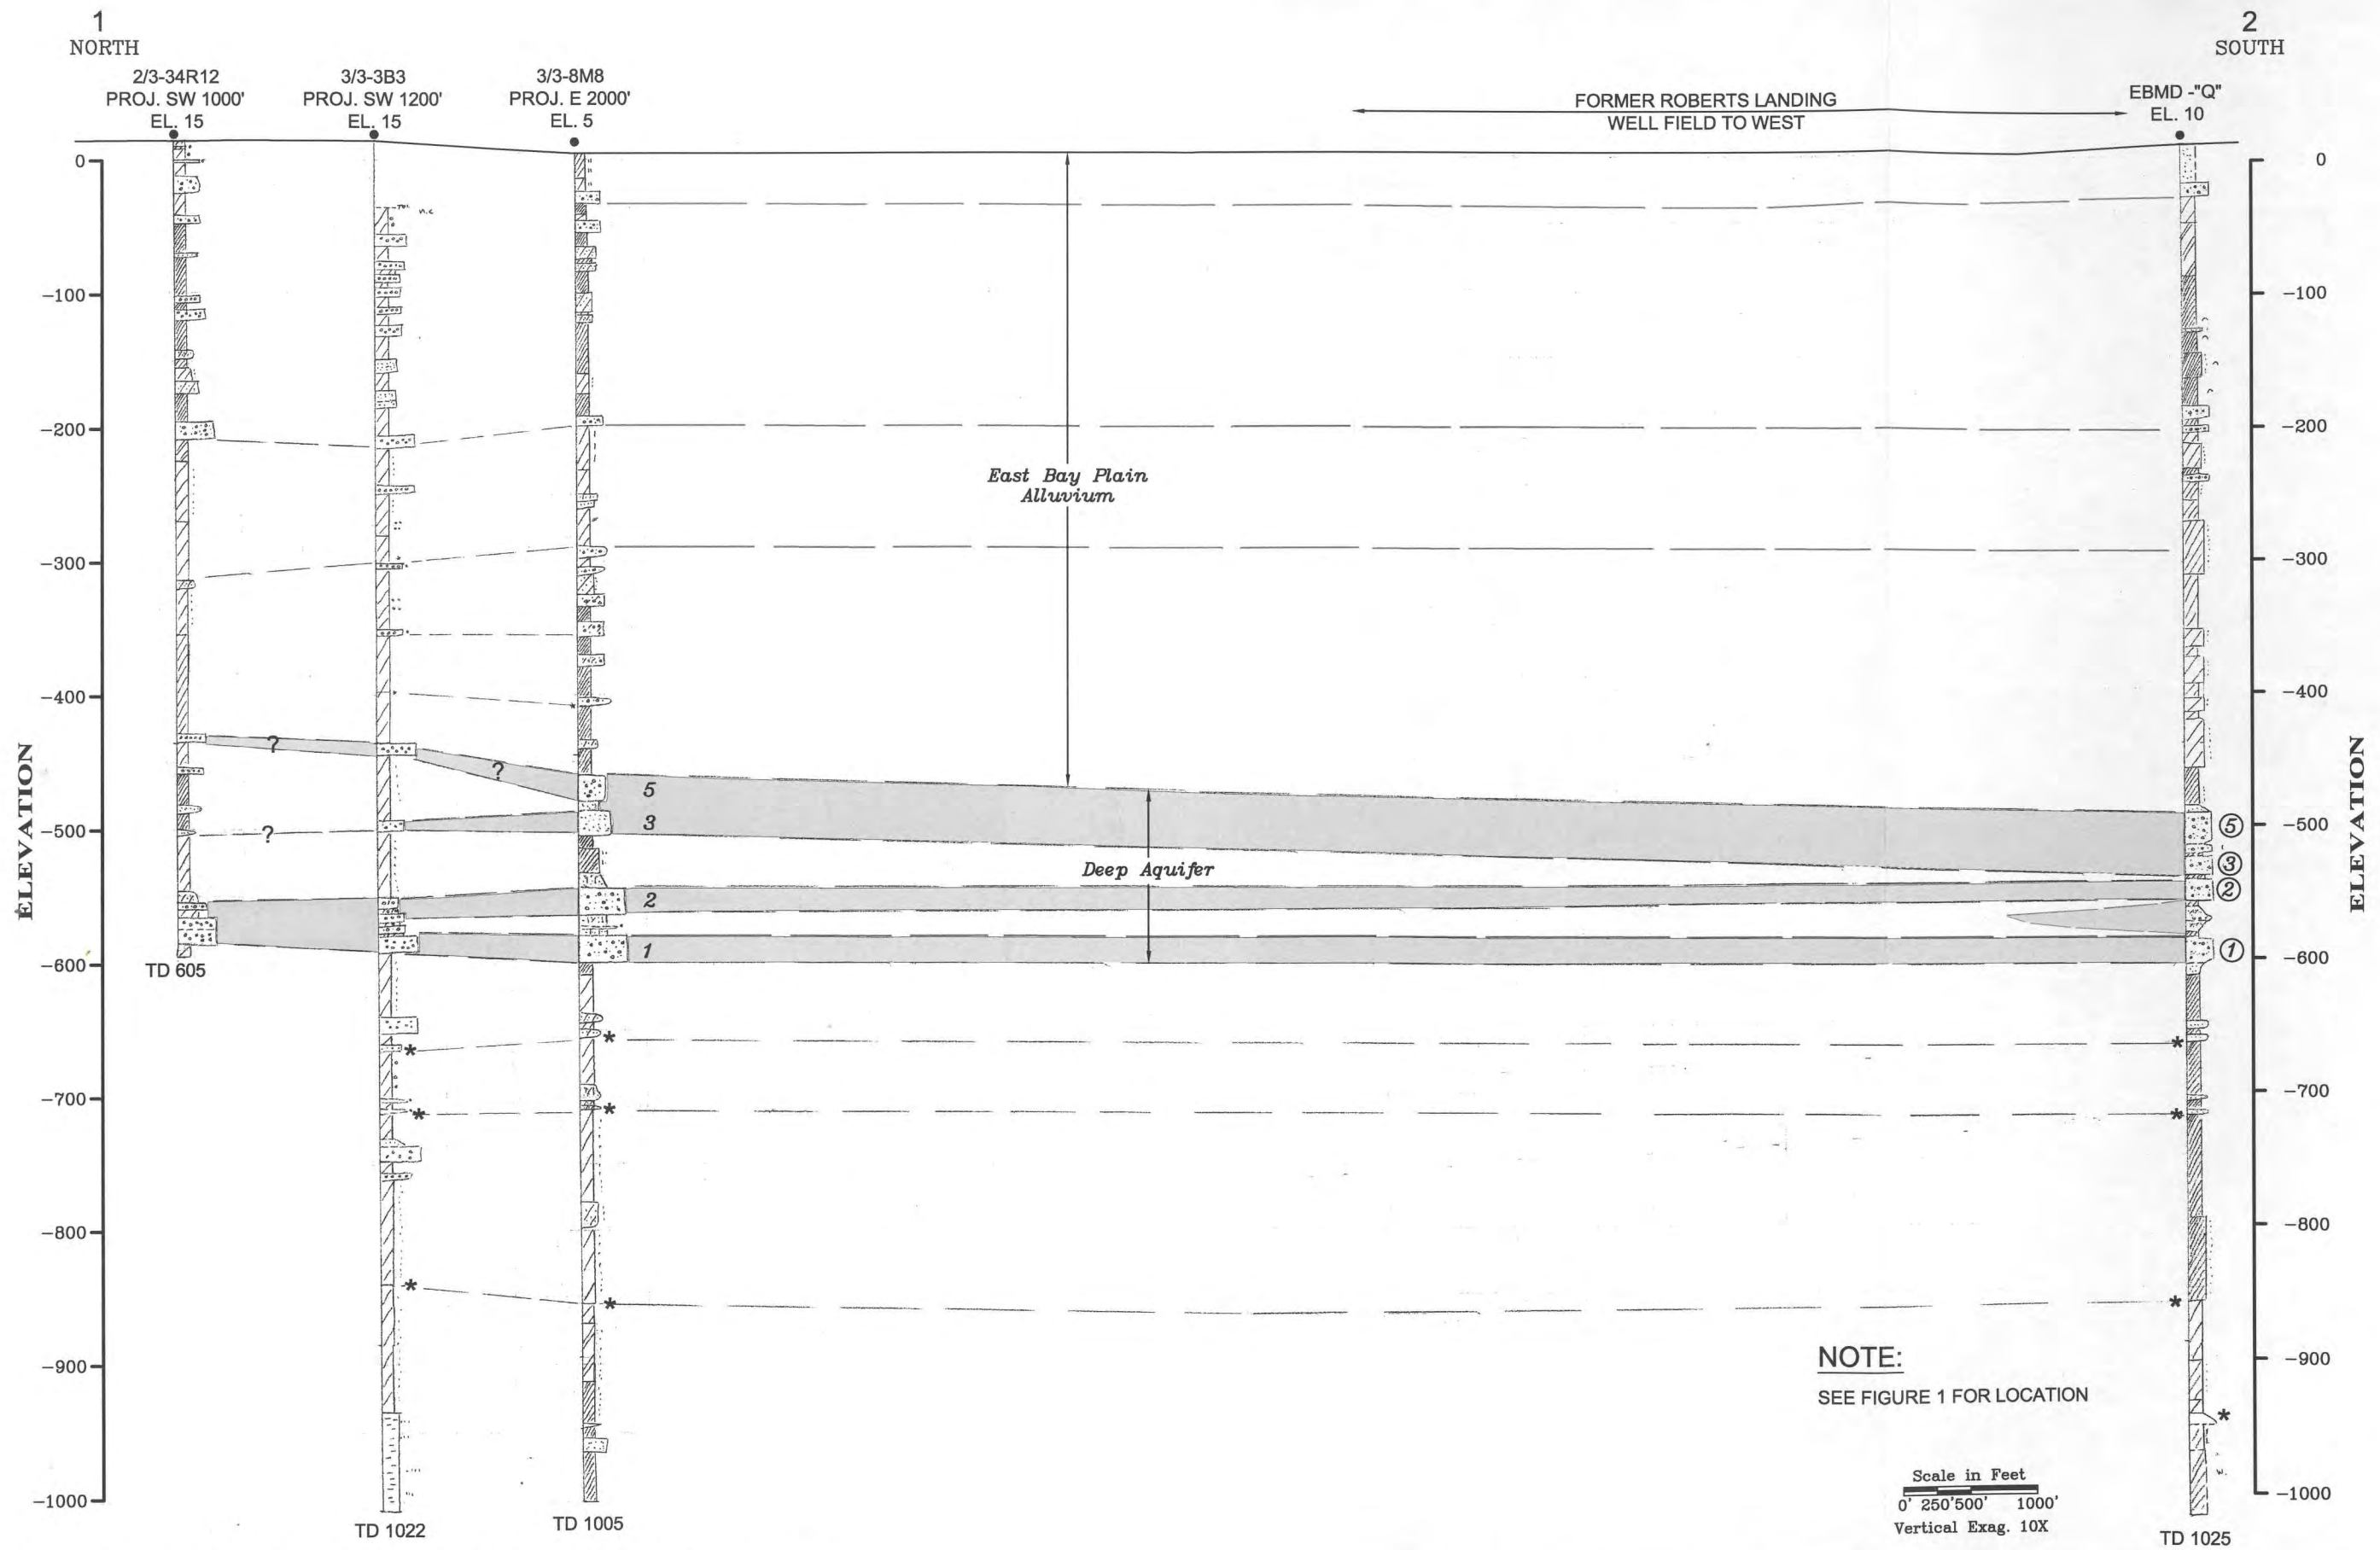 1
NORTH
2
SOUTH
2/3-34R12
PROJ. SW 1000'
EL. 15
3/3-3B3
PROJ. SW 1200'
EL. 15
3/3-8M8
PROJ. E 2000'
EL. 5
FORMER ROBERTS LANDING
WELL FIELD TO WEST
EBMD -"Q"
EL. 10
0
-100
-200
-300
-400
-500
-600
-700
-800
-900
-1000
ELEVATION
n.c
East Bay Plain
Alluvium
?
?
?
5
3
2
1
Deep Aquifer
5
3
2
1
0
-100
-200
-300
-400
-500
-600
-700
-800
-900
-1000
ELEVATION
TD 605
TD 1022
TD 1005
TD 1025
NOTE:
SEE FIGURE 1 FOR LOCATION
Scale in Feet
0' 250'500' 1000'
Vertical Exag. 10X